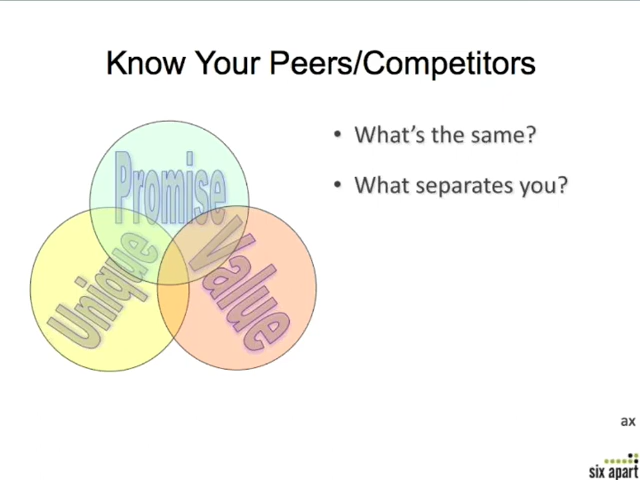 Know Your Peers/Competitors
Promise
Unique
Value
• What's the same?
• What separates you?
ax
six apart